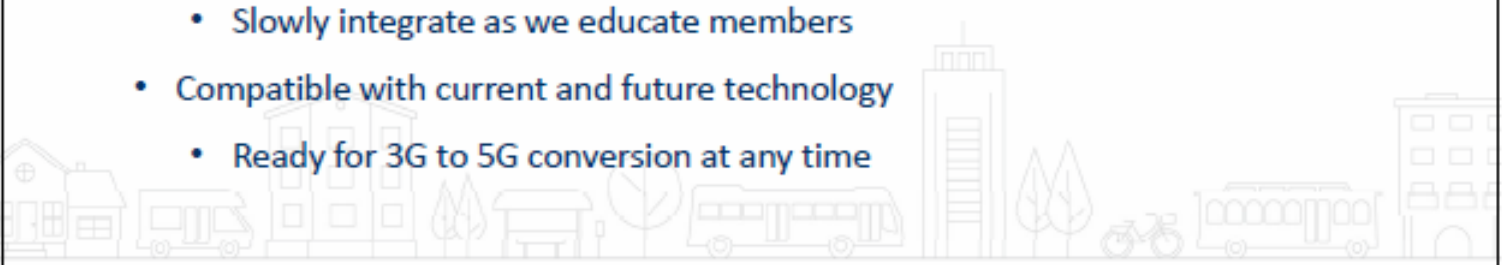 • Slowly integrate as we educate members
• Compatible with current and future technology
• Ready for 3G to 5G conversion at any time